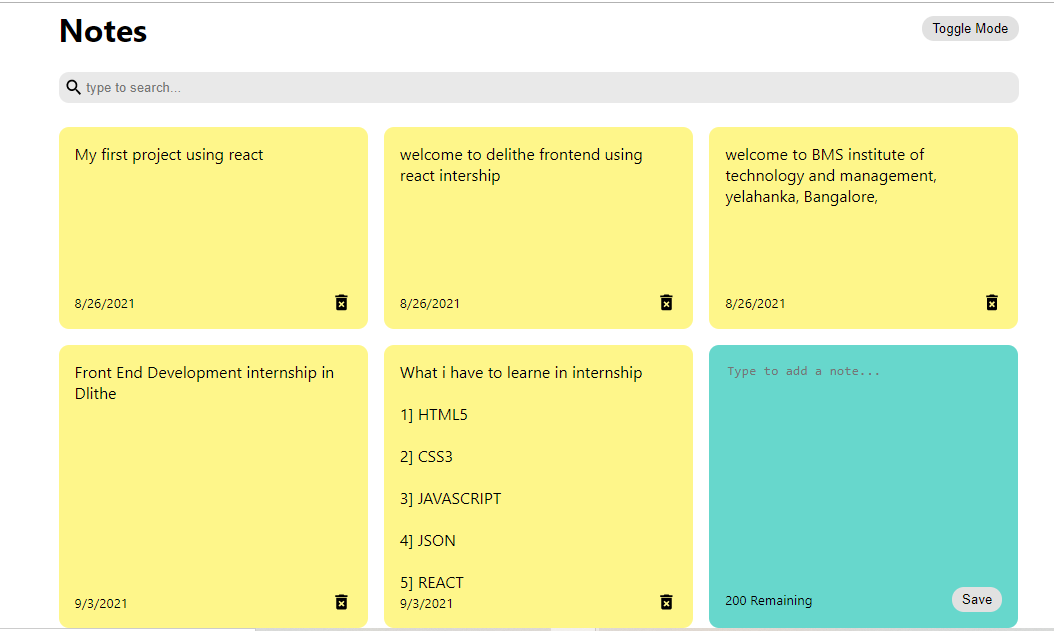 Notes
Toggle Mode
type to search...
My first project using react
8/26/2021
welcome to delithe frontend using
react intership
8/26/2021
welcome to BMS institute of
technology and management,
yelahanka, Bangalore,
8/26/2021
Front End Development internship in
Dlithe
9/3/2021
What i have to learne in internship
1] HTML5
2] CSS3
3] JAVASCRIPT
4] JSON
5] REACT
9/3/2021
Type to add a note...
200 Remaining
Save